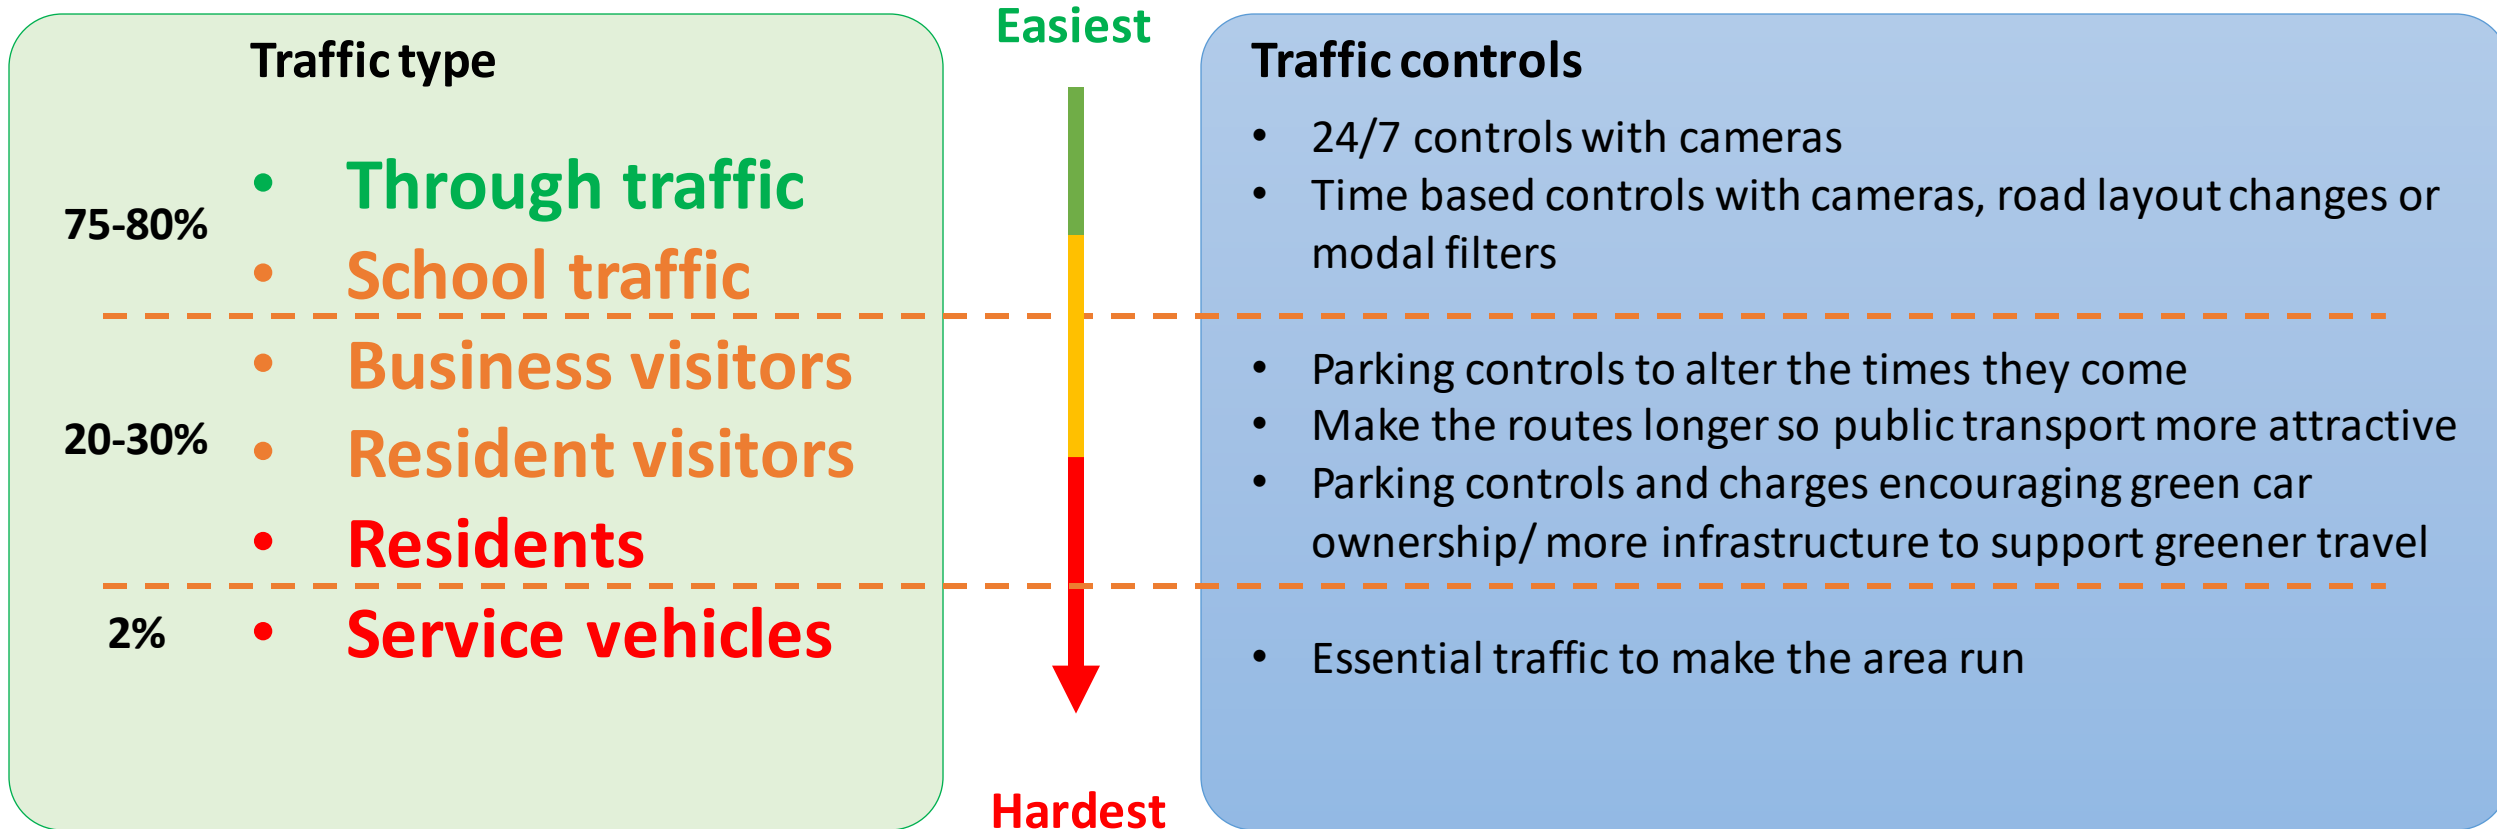 Traffic type
75-80%
• Through traffic
• School traffic
20-30%
• Business visitors
• Resident visitors
• Residents
2%
• Service vehicles
Easiest
Hardest
Traffic controls
• 24/7 controls with cameras
• Time based controls with cameras, road layout changes or
modal filters
• Parking controls to alter the times they come
• Make the routes longer so public transport more attractive
• Parking controls and charges encouraging green car
ownership/ more infrastructure to support greener travel
• Essential traffic to make the area run